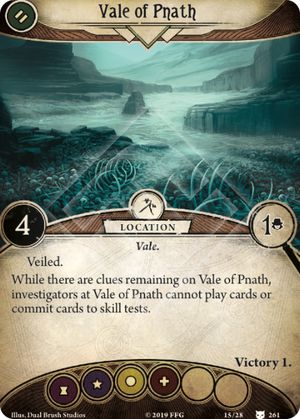 Vale of Pnath
4
LOCATION
1
Vale.
Veiled.
While there are clues remaining on Vale of Pnath,
investigators at Vale of Pnath cannot play cards or
commit cards to skill tests.
Victory 1.
Illus. Dual Brush Studios
© 2019 FFG
15/28
261